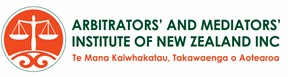 ARBITRATORS' AND MEDIATORS'
INSTITUTE OF NEW ZEALAND INC
Te Mana Kaiwhakatau, Takawaenga o Aotearoa